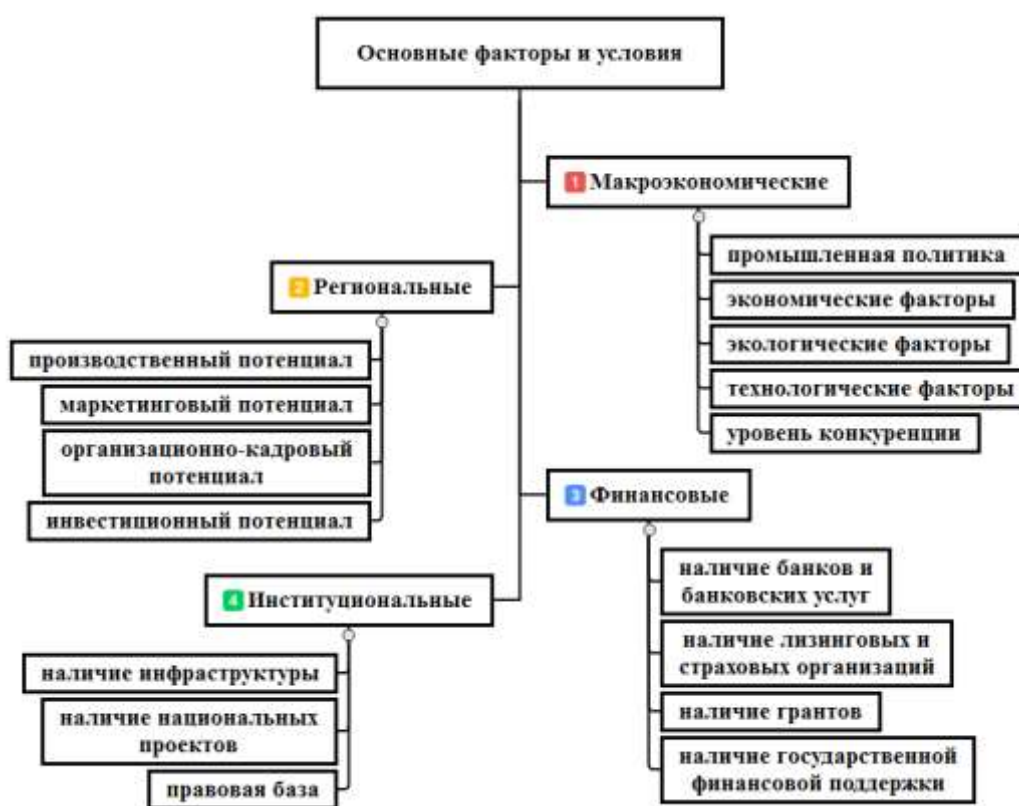 Основные факторы и условия
1 Макроэкономические
промышленная политика
экономические факторы
экологические факторы
технологические факторы
уровень конкуренции
2 Региональные
производственный потенциал
маркетинговый потенциал
организационно-кадровый
потенциал
инвестиционный потенциал
3 Финансовые
наличие банков и
банковских услуг
наличие лизинговых и
страховых организаций
наличие грантов
наличие государственной
финансовой поддержки
4 Институциональные
наличие инфраструктуры
наличие национальных
проектов
правовая база